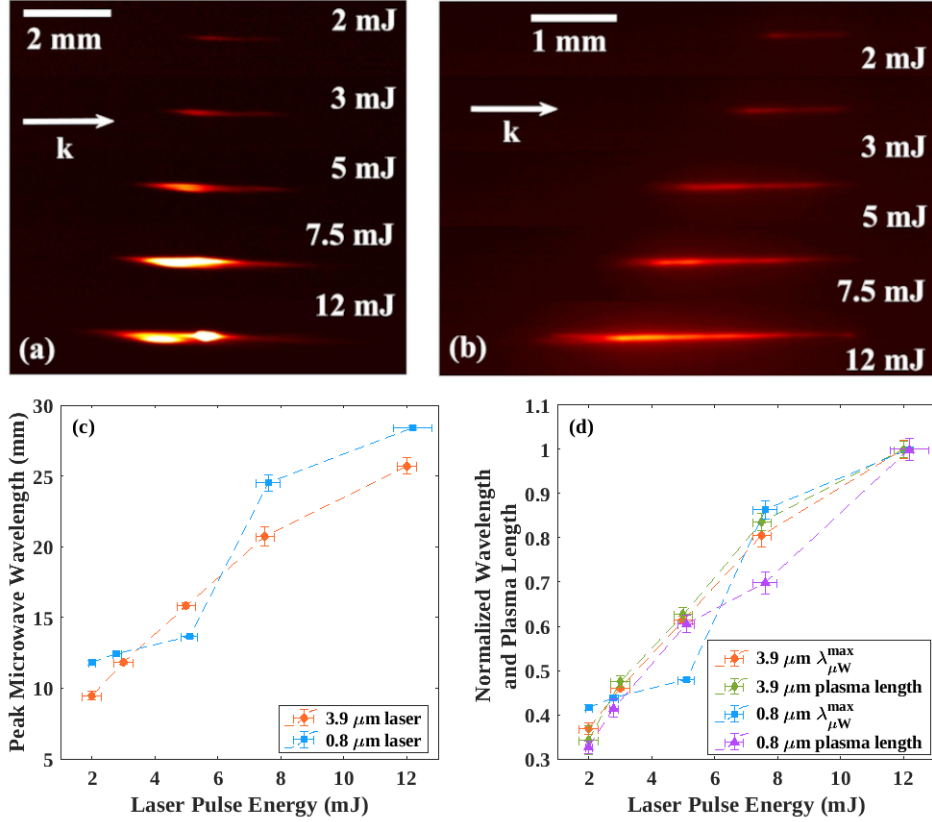 2 mm
2 mJ
3 mJ
k
5 mJ
7.5 mJ
12 mJ
(a)
1 mm
2 mJ
k
3 mJ
5 mJ
7.5 mJ
(b)
12 mJ
(c)
Peak Microwave Wavelength (mm)
30
25
20
15
10
5
2 4 6 8 10 12
Laser Pulse Energy (mJ)
3.9 μm laser
0.8 μm laser
(d)
Normalized Wavelength
and Plasma Length
1.1
1
0.9
0.8
0.7
0.6
0.5
0.4
0.3
2 4 6 8 10 12
Laser Pulse Energy (mJ)
3.9 μm λ_μW^max
3.9 μm plasma length
0.8 μm λ_μW^max
0.8 μm plasma length